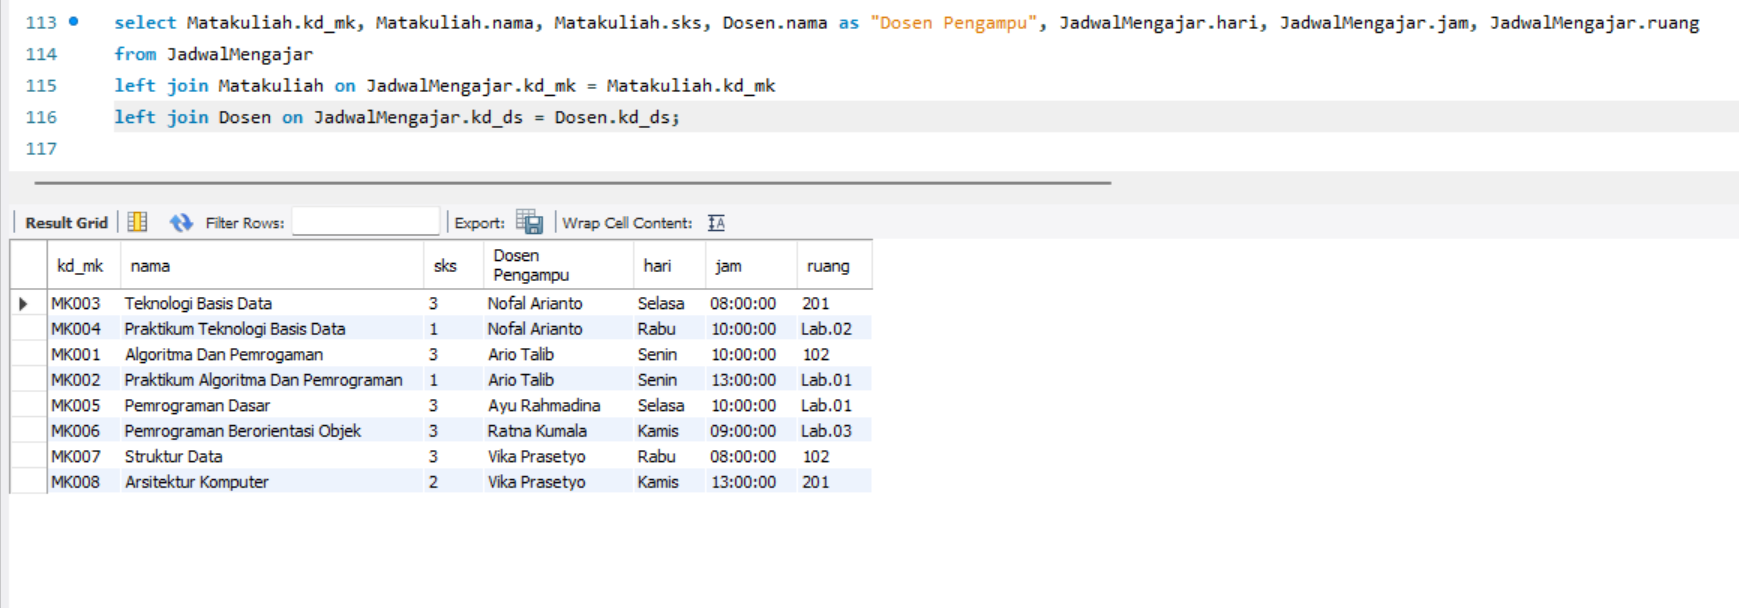 113 select Matakuliah.kd_mk, Matakuliah.nama, Matakuliah.sks, Dosen.nama as "Dosen Pengampu", JadwalMengajar.hari, JadwalMengajar.jam, JadwalMengajar.ruang
114 from JadwalMengajar
115 left join Matakuliah on JadwalMengajar.kd_mk = Matakuliah.kd_mk
116 left join Dosen on JadwalMengajar.kd_ds = Dosen.kd_ds;
117
Result Grid Filter Rows: Export: Wrap Cell Content: IA
kd_mk nama sks Dosen Pengampu hari jam ruang
MK003 Teknologi Basis Data 3 Nofal Arianto Selasa 08:00:00 201
MK004 Praktikum Teknologi Basis Data 1 Nofal Arianto Rabu 10:00:00 Lab.02
MK001 Algoritma Dan Pemrogaman 3 Ario Talib Senin 10:00:00 102
MK002 Praktikum Algoritma Dan Pemrograman 1 Ario Talib Senin 13:00:00 Lab.01
MK005 Pemrograman Dasar 3 Ayu Rahmadina Selasa 10:00:00 Lab.01
MK006 Pemrograman Berorientasi Objek 3 Ratna Kumala Kamis 09:00:00 Lab.03
MK007 Struktur Data 3 Vika Prasetyo Rabu 08:00:00 102
MK008 Arsitektur Komputer 2 Vika Prasetyo Kamis 13:00:00 201